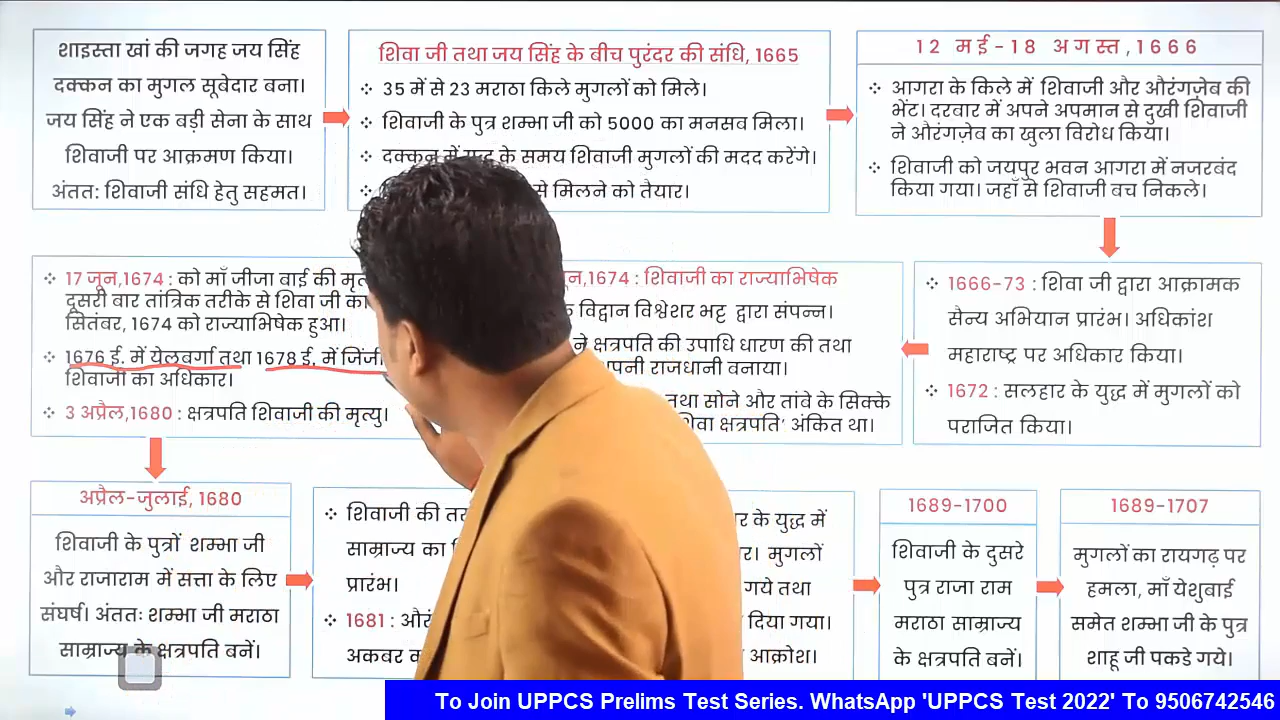 शाइस्ता खां की जगह जय सिंह
दक्कन का मुगल सूबेदार बना।
जय सिंह ने एक बड़ी सेना के साथ
शिवाजी पर आक्रमण किया।
अंतत: शिवाजी संधि हेतु सहमत।
शिवा जी तथा जय सिंह के बीच पुरंदर की संधि, 1665
35 में से 23 मराठा किले मुगलों को मिले।
शिवाजी के पुत्र शम्भा जी को 5000 का मनसब मिला।
दक्कन में के समय शिवाजी मुगलों की मदद करेंगे।
से मिलने को तैयार।
12 मई-18 अगस्त,1666
आगरा के किले में शिवाजी और औरंगज़ेब की
भेंट। दरबार में अपने अपमान से दुखी शिवाजी
ने औरंगज़ेब का खुला विरोध किया।
शिवाजी को जयपुर भवन आगरा में नजरबंद
किया गया। जहाँ से शिवाजी बच निकले।
17 जून,1674 : को माँ जीजा बाई की
दूसरी बार तांत्रिक तरीके से शिवा जी का
सितंबर, 1674 को राज्याभिषेक हुआ।
1676 ई. में येलबर्गा तथा 1678 ई. में जिंजी
शिवाजी का अधिकार।
3 अप्रैल,1680 : क्षत्रपति शिवाजी की मृत्यु।
1674 : शिवाजी का राज्याभिषेक
विद्वान विश्वेशर भट्ट द्वारा संपन्न।
ने क्षत्रपति की उपाधि धारण की तथा
राजधानी बनाया।
तथा सोने और तांबे के सिक्के
क्षत्रपति' अंकित था।
1666-73 : शिवा जी द्वारा आक्रामक
सैन्य अभियान प्रारंभ। अधिकांश
महाराष्ट्र पर अधिकार किया।
1672 : सलहार के युद्ध में मुगलों को
पराजित किया।
अप्रैल-जुलाई, 1680
शिवाजी के पुत्रों शम्भा जी
और राजाराम में सत्ता के लिए
संघर्ष। अंततः शम्भा जी मराठा
साम्राज्य के क्षत्रपति बनें।
शिवाजी की
साम्राज्य का
प्रारंभ।
1681 :
अकबर
के युद्ध में
मुगलों
गये तथा
दिया गया।
आक्रोश।
1689-1700
शिवाजी के दुसरे
पुत्र राजा राम
मराठा साम्राज्य
के क्षत्रपति बनें।
1689-1707
मुगलों का रायगढ़ पर
हमला, माँ येशुबाई
समेत शम्भा जी के पुत्र
शाहू जी पकडे गये।
To Join UPPCS Prelims Test Series. WhatsApp 'UPPCS Test 2022' To 9506742546